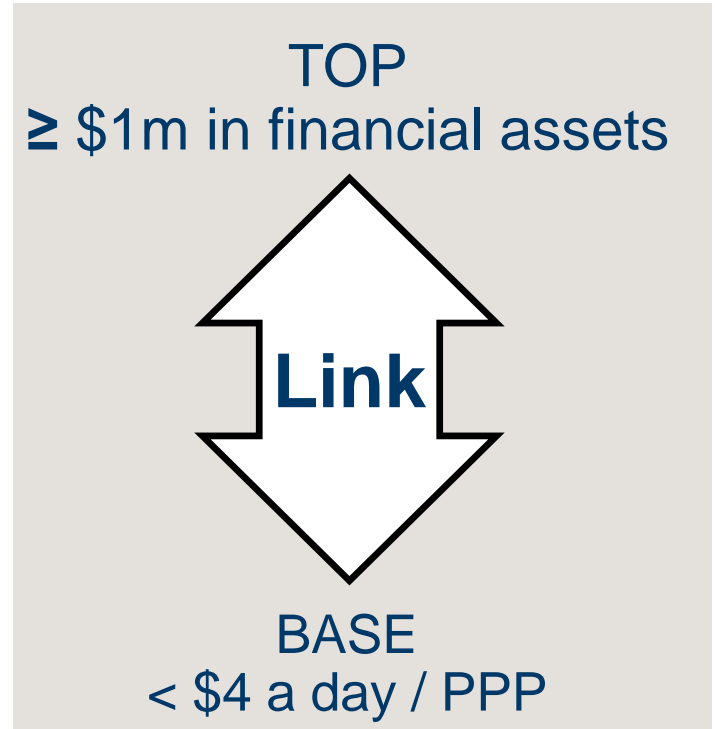 TOP
≥ $1m in financial assets
Link
BASE
< $4 a day / PPP